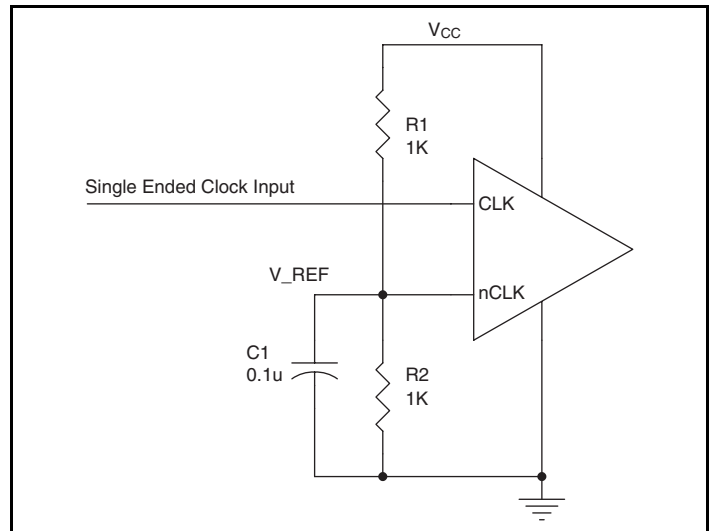 VCC
R1
1K
Single Ended Clock Input
CLK
V_REF
nCLK
C1
0.1u
R2
1K